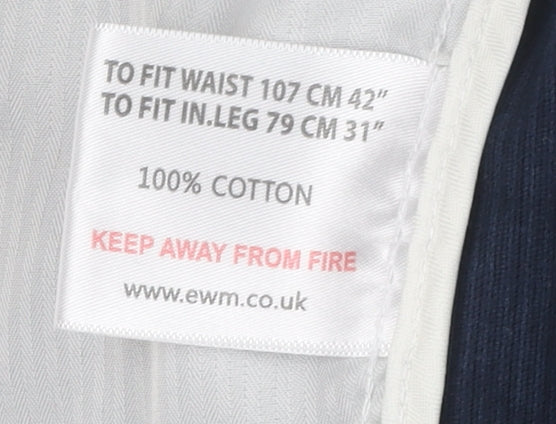 TO FIT WAIST 107 CM 42"
TO FIT IN.LEG 79 CM 31"
100% COTTON
KEEP AWAY FROM FIRE
www.ewm.co.uk